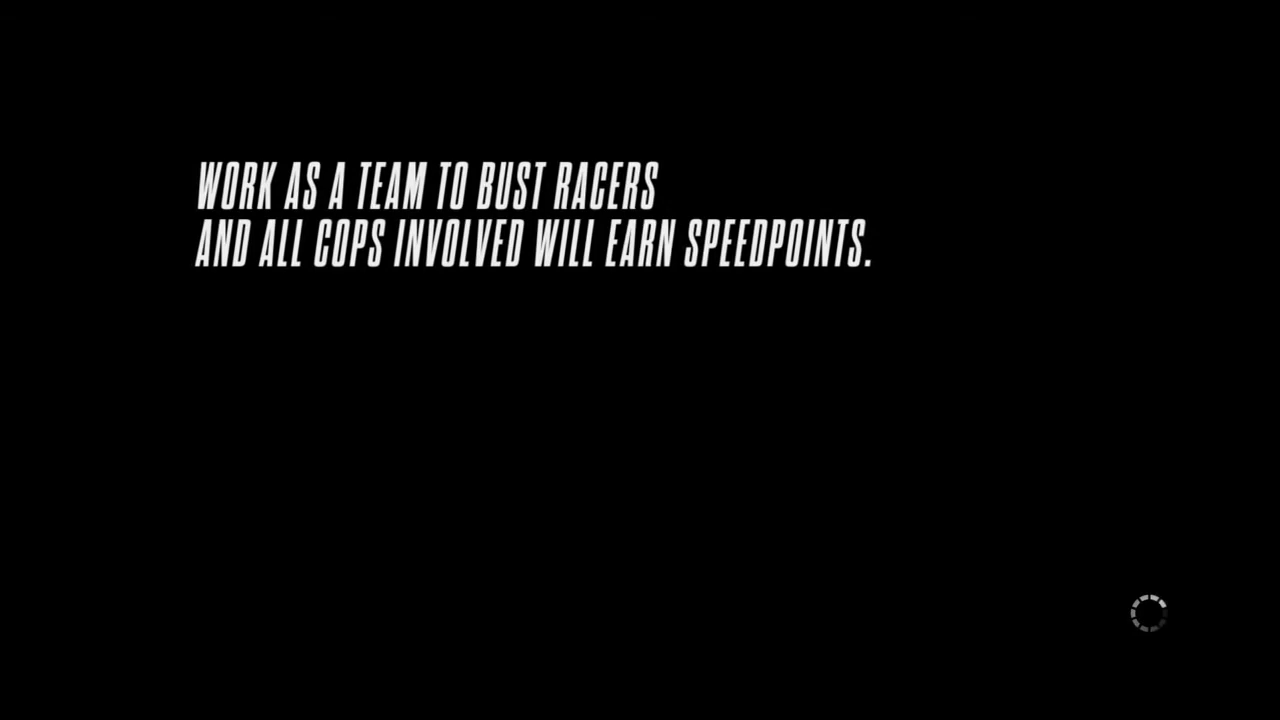 WORK AS A TEAM TO BUST RACERS
AND ALL COPS INVOLVED WILL EARN SPEEDPOINTS.